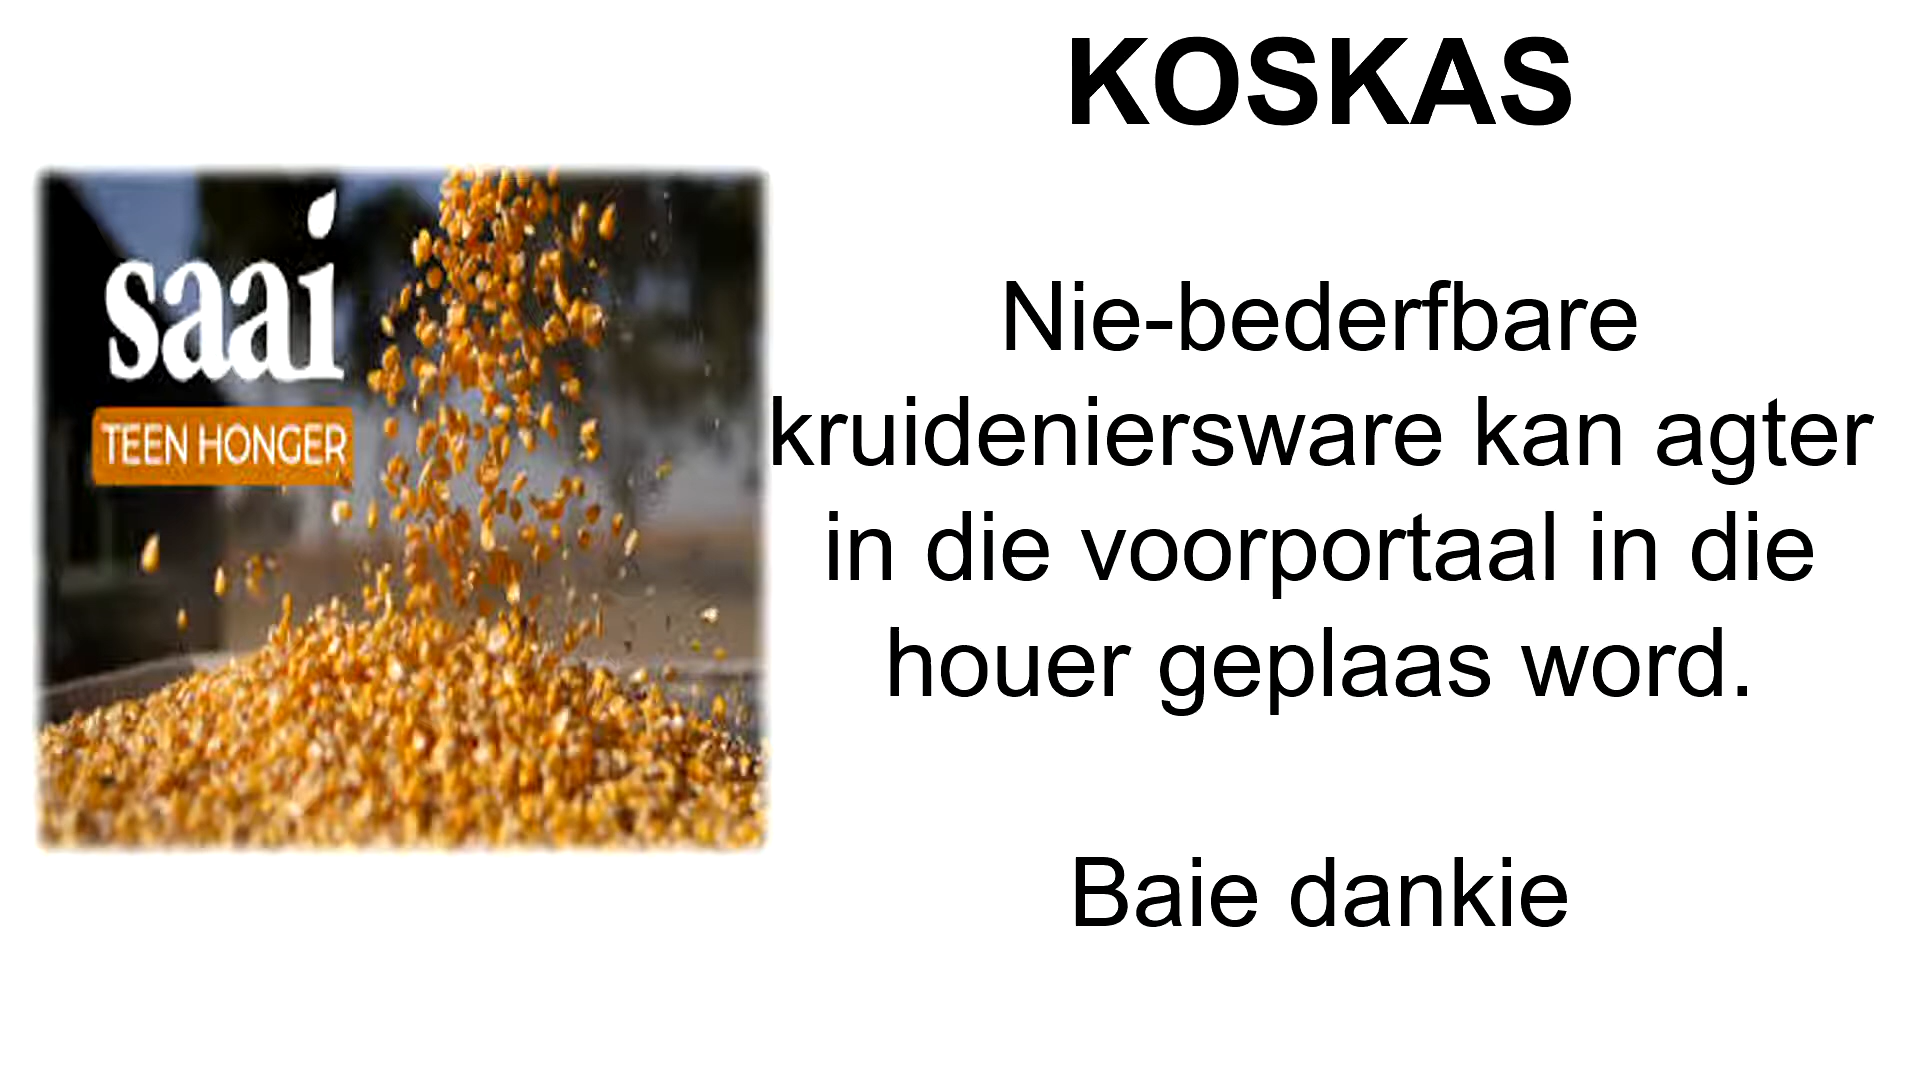 KOSKAS
saai
TEEN HONGER
Nie-bederfbare
kruideniersware kan agter
in die voorportaal in die
houer geplaas word.
Baie dankie